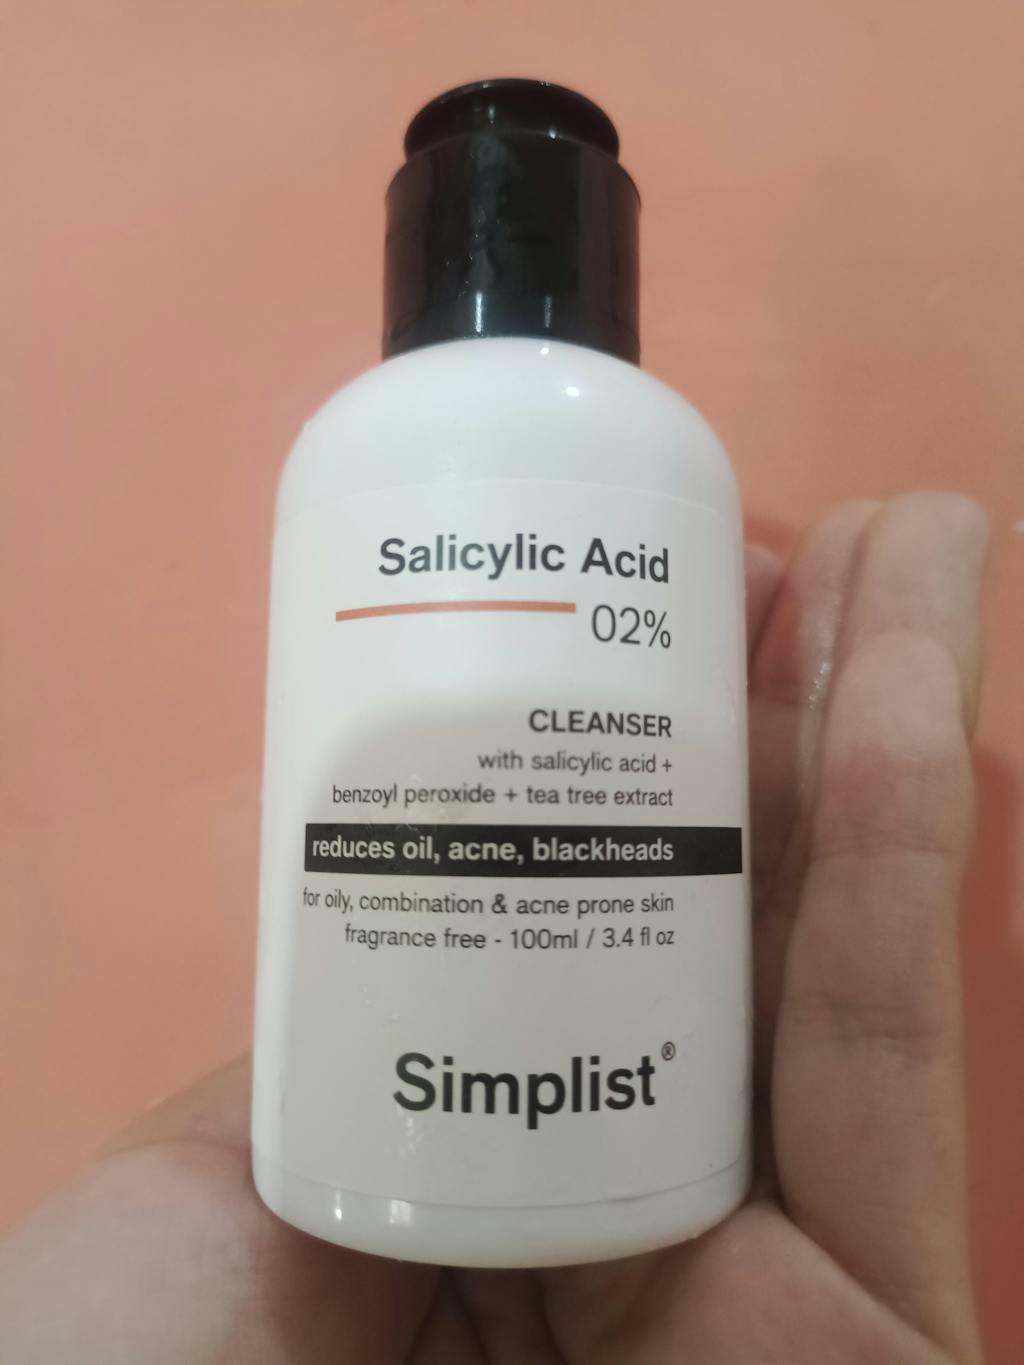 Salicylic Acid
02%
CLEANSER
with salicylic acid +
benzoyl peroxide + tea tree extract
reduces oil, acne, blackheads
for oily, combination & acne prone skin
fragrance free - 100ml / 3.4 fl oz
Simplist®